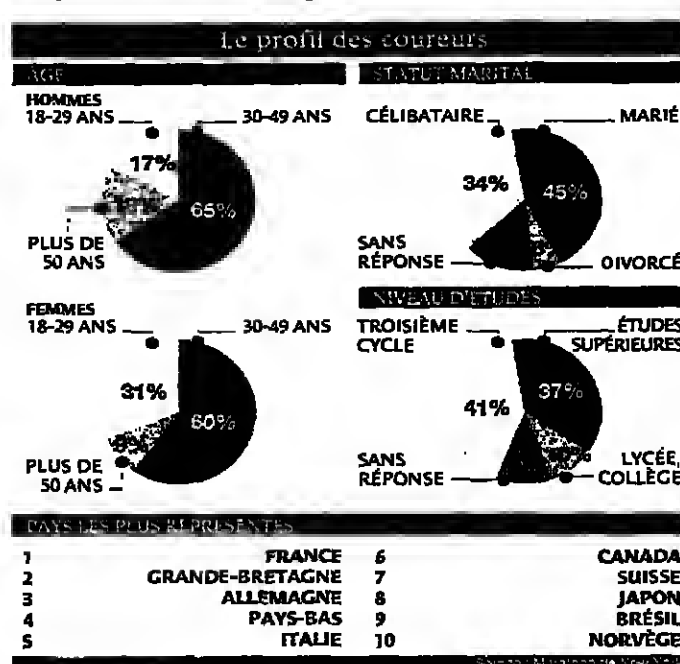 Le profil des coureurs
ÂGE
HOMMES
18-29 ANS
30-49 ANS
17%
65%
PLUS DE
50 ANS
FEMMES
18-29 ANS
30-49 ANS
31%
60%
PLUS DE
50 ANS
STATUT MARITAL
CÉLIBATAIRE
MARIÉ
34%
45%
SANS
RÉPONSE
OIVORCÉ
NIVEAU D'ÉTUDES
TROISIÈME
CYCLE
ÉTUDES
SUPÉRIEURES
41%
37%
SANS
RÉPONSE
LYCÉE,
COLLÈGE
PAYS LES PLUS REPRÉSENTÉS
1 FRANCE
2 GRANDE-BRETAGNE
3 ALLEMAGNE
4 PAYS-BAS
5 ITALIE
6 CANADA
7 SUISSE
8 JAPON
9 BRÉSIL
10 NORVÈGE